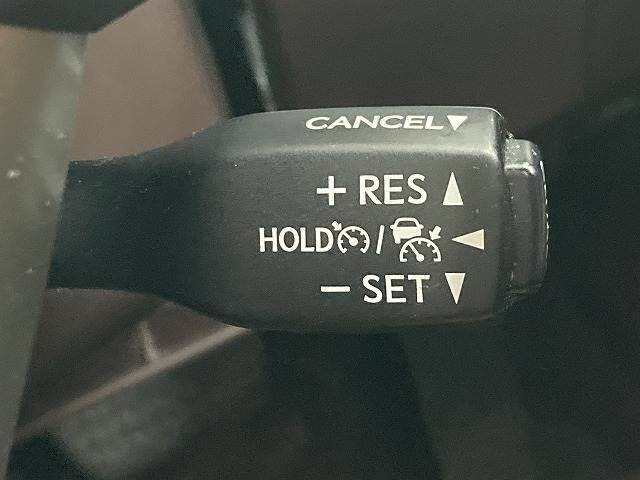 CANCEL▼
+ RES ▲
HOLD / ◀
− SET ▼